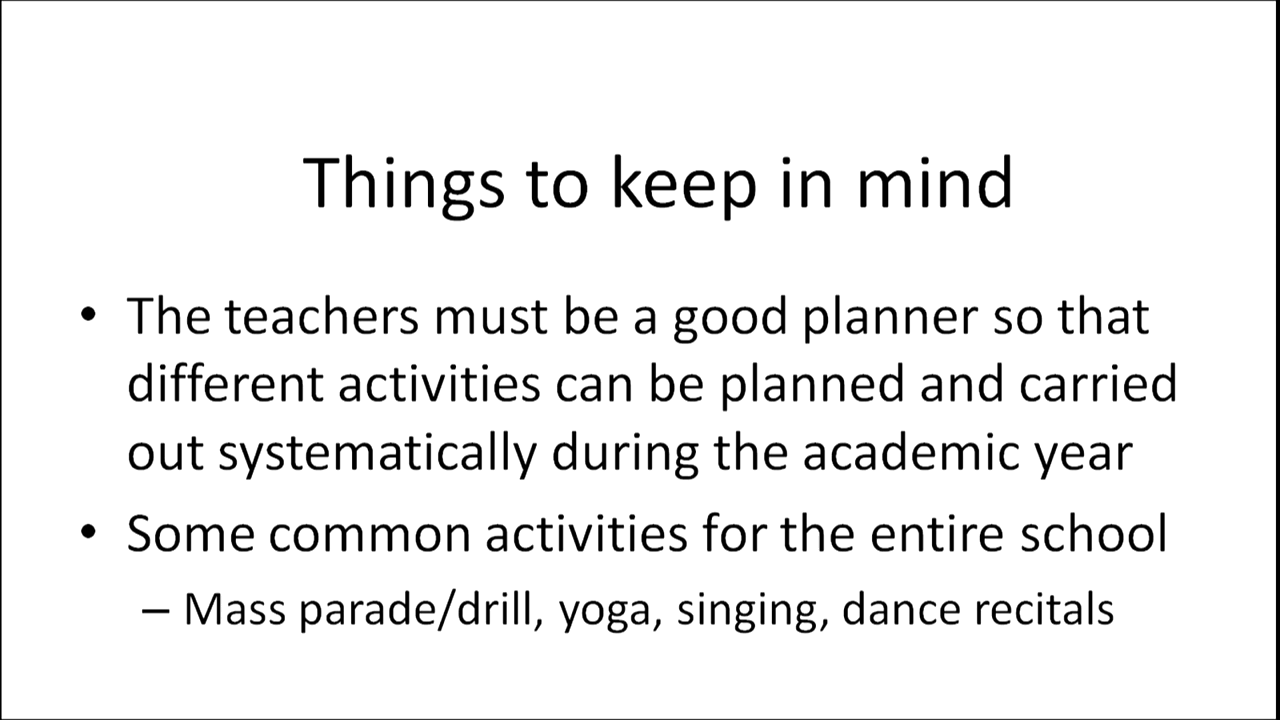 Things to keep in mind
• The teachers must be a good planner so that
different activities can be planned and carried
out systematically during the academic year
• Some common activities for the entire school
– Mass parade/drill, yoga, singing, dance recitals